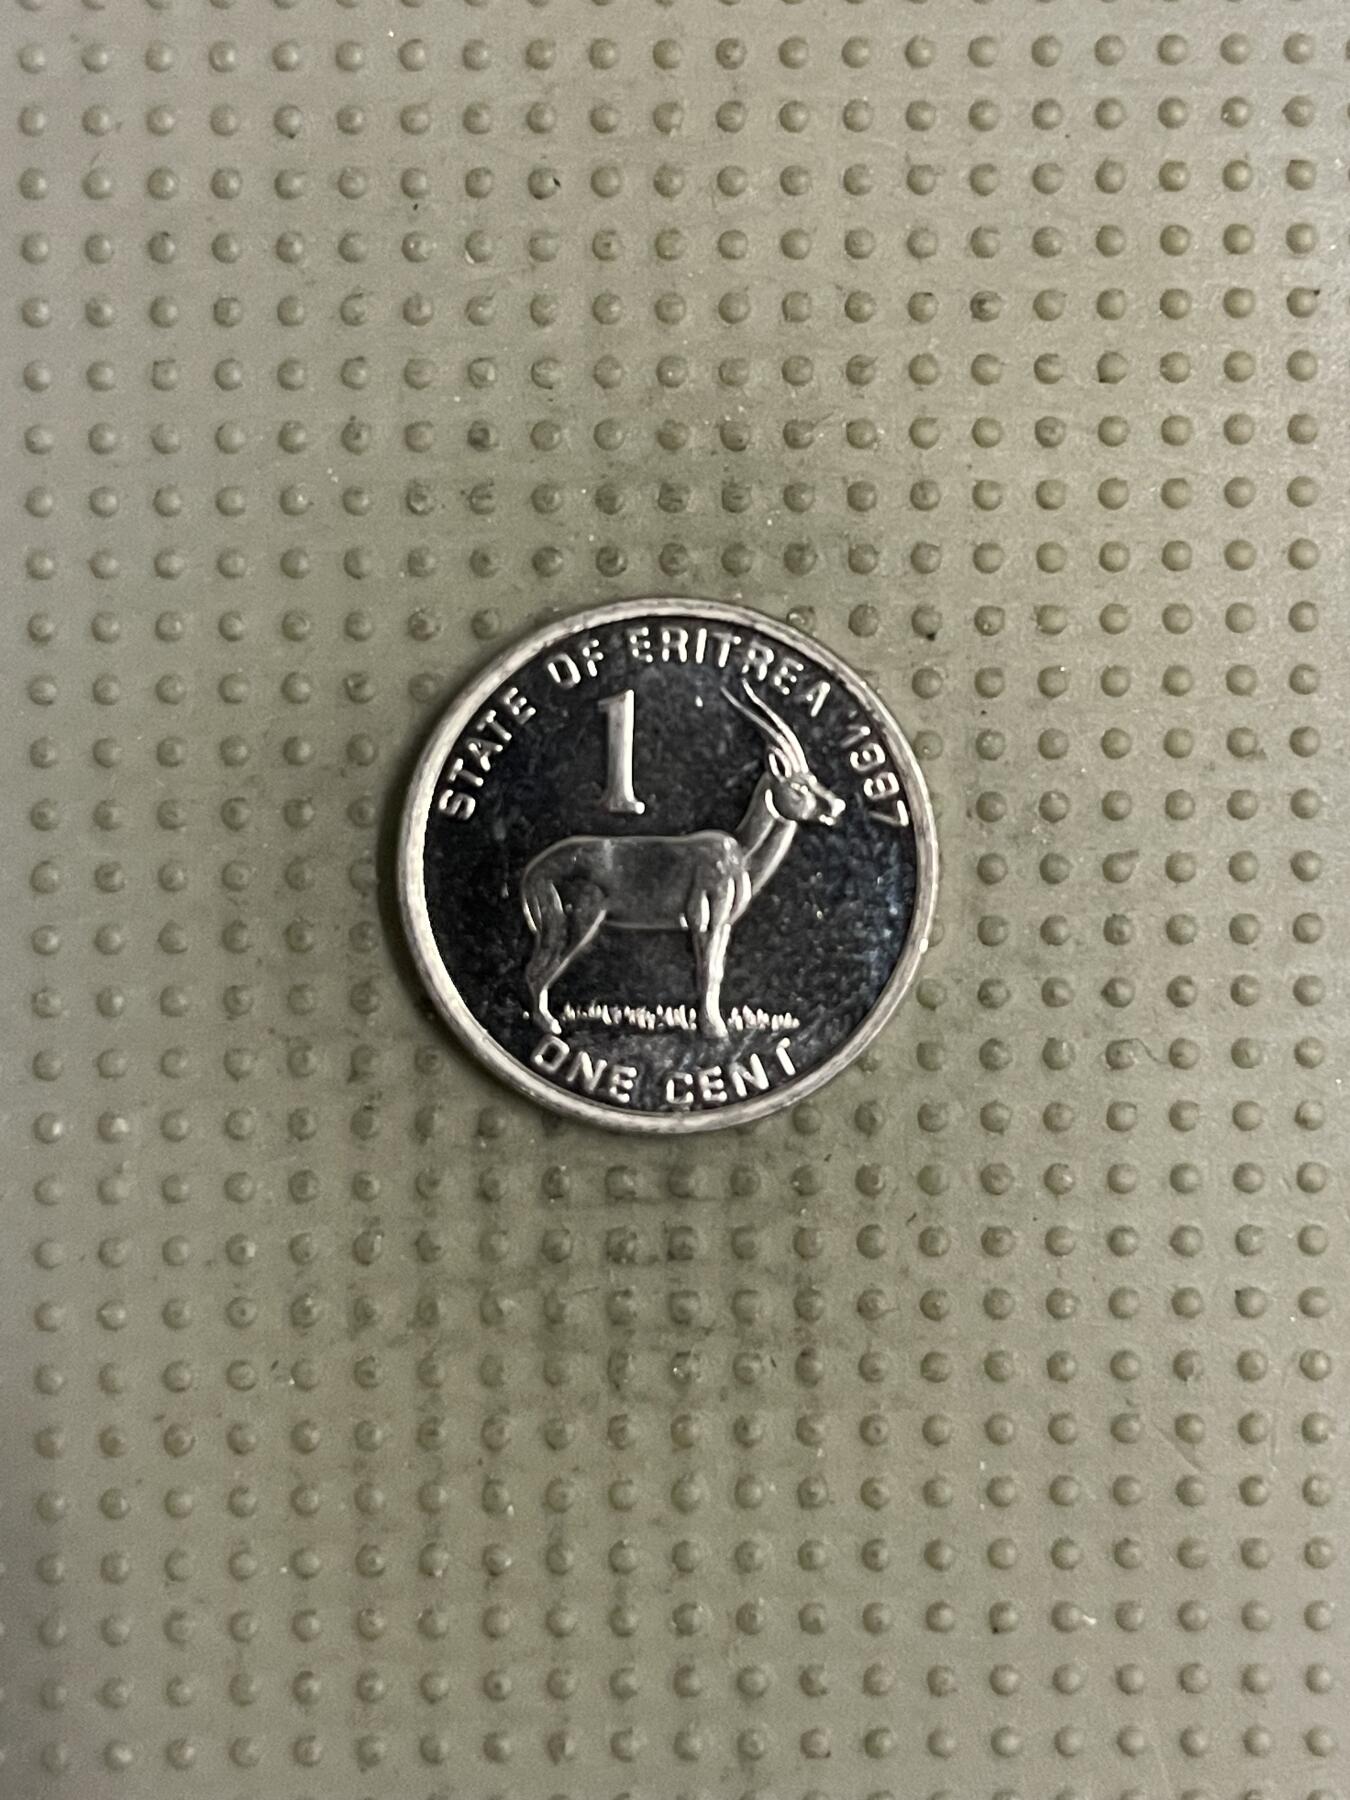 STATE OF ERITREA 1997
1
ONE CENT